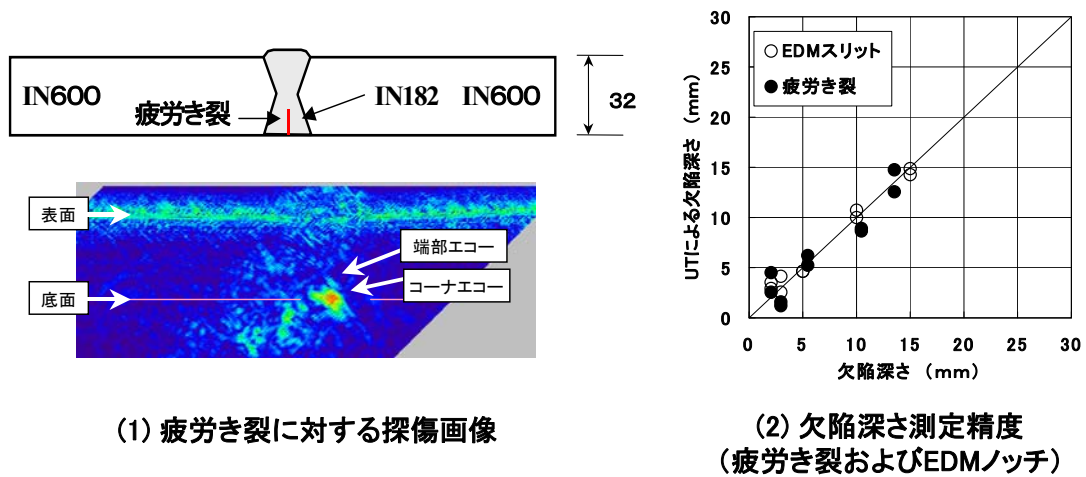 IN600
疲労き裂
IN182
IN600
32
表面
底面
端部エコー
コーナエコー
(1) 疲労き裂に対する探傷画像
UTによる欠陥深さ (mm)
30
25
20
15
10
5
0
EDMスリット
疲労き裂
0 5 10 15 20 25 30
欠陥深さ (mm)
(2) 欠陥深さ測定精度
(疲労き裂およびEDMノッチ)